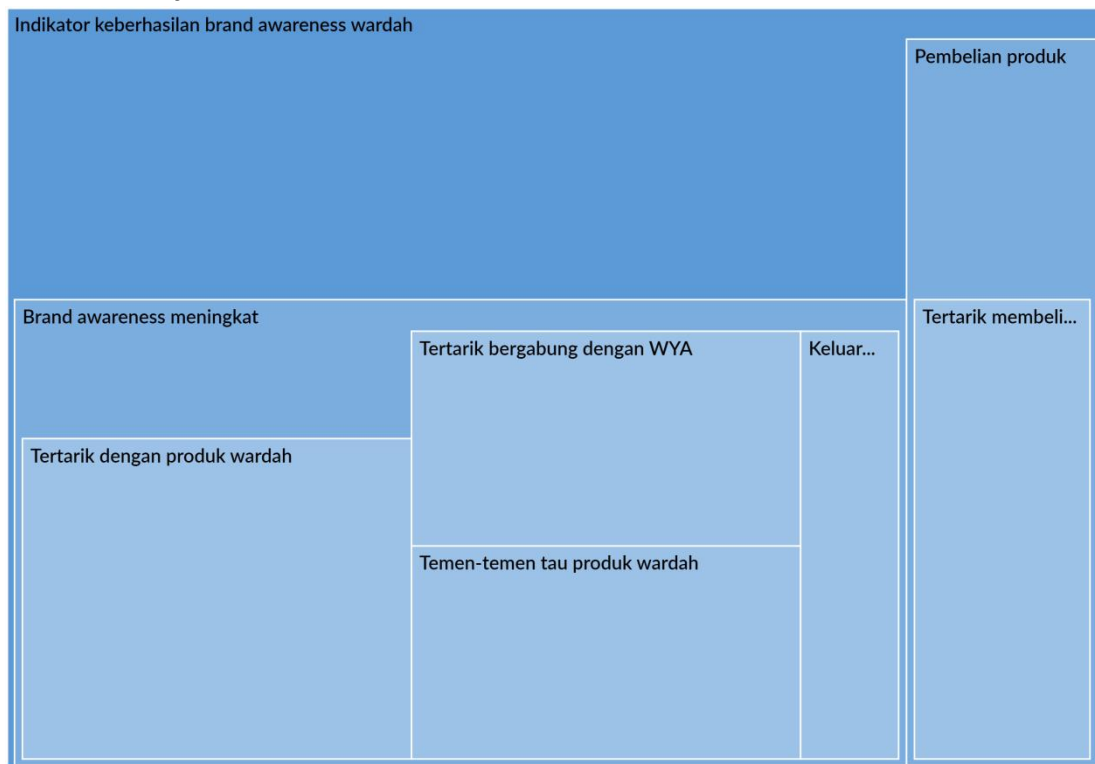 Indikator keberhasilan brand awareness wardah
Pembelian produk
Brand awareness meningkat
Tertarik membeli...
Tertarik bergabung dengan WYA
Keluar...
Tertarik dengan produk wardah
Temen-temen tau produk wardah